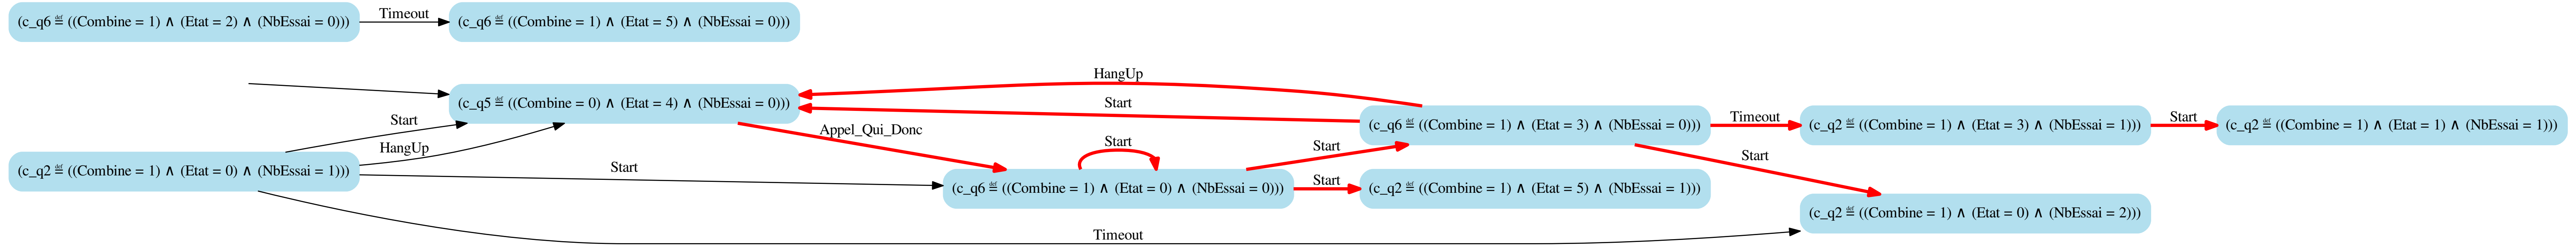 (c_q6 ≝ ((Combine = 1) ∧ (Etat = 2) ∧ (NbEssai = 0)))
Timeout
(c_q6 ≝ ((Combine = 1) ∧ (Etat = 5) ∧ (NbEssai = 0)))
HangUp
(c_q5 ≝ ((Combine = 0) ∧ (Etat = 4) ∧ (NbEssai = 0)))
Start
Start
HangUp
Appel_Qui_Donc
(c_q6 ≝ ((Combine = 1) ∧ (Etat = 3) ∧ (NbEssai = 0)))
Timeout
(c_q2 ≝ ((Combine = 1) ∧ (Etat = 3) ∧ (NbEssai = 1)))
Start
(c_q2 ≝ ((Combine = 1) ∧ (Etat = 1) ∧ (NbEssai = 1)))
(c_q2 ≝ ((Combine = 1) ∧ (Etat = 0) ∧ (NbEssai = 1)))
Start
Start
Start
Start
(c_q6 ≝ ((Combine = 1) ∧ (Etat = 0) ∧ (NbEssai = 0)))
Start
(c_q2 ≝ ((Combine = 1) ∧ (Etat = 5) ∧ (NbEssai = 1)))
(c_q2 ≝ ((Combine = 1) ∧ (Etat = 0) ∧ (NbEssai = 2)))
Timeout